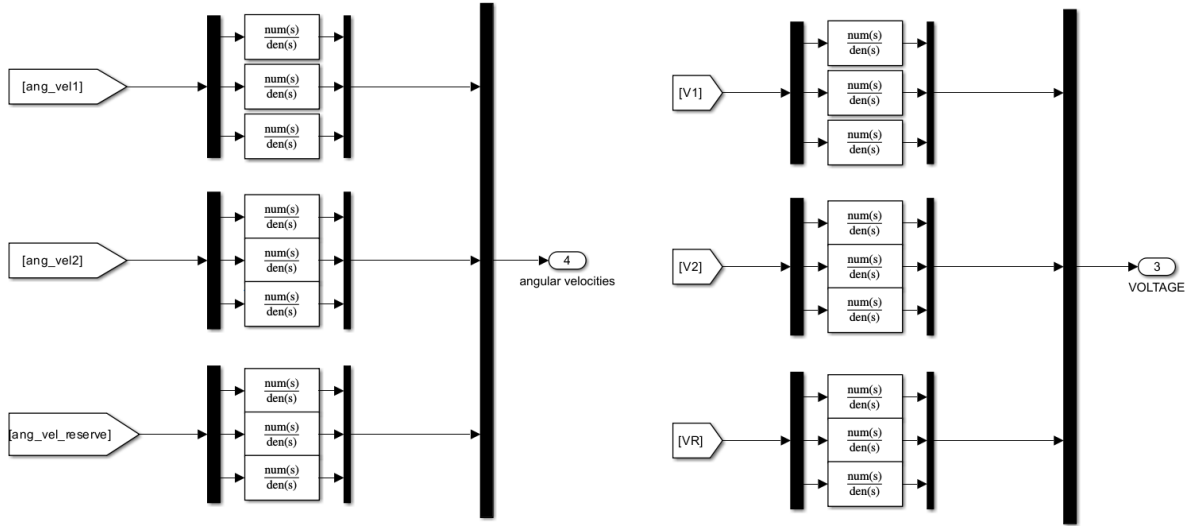 num(s)
den(s)
num(s)
den(s)
num(s)
den(s)
[ang_vel1]
num(s)
den(s)
num(s)
den(s)
num(s)
den(s)
[ang_vel2]
num(s)
den(s)
num(s)
den(s)
num(s)
den(s)
[ang_vel_reserve]
4
angular velocities
num(s)
den(s)
num(s)
den(s)
num(s)
den(s)
[V1]
num(s)
den(s)
num(s)
den(s)
num(s)
den(s)
[V2]
num(s)
den(s)
num(s)
den(s)
num(s)
den(s)
[VR]
3
VOLTAGE